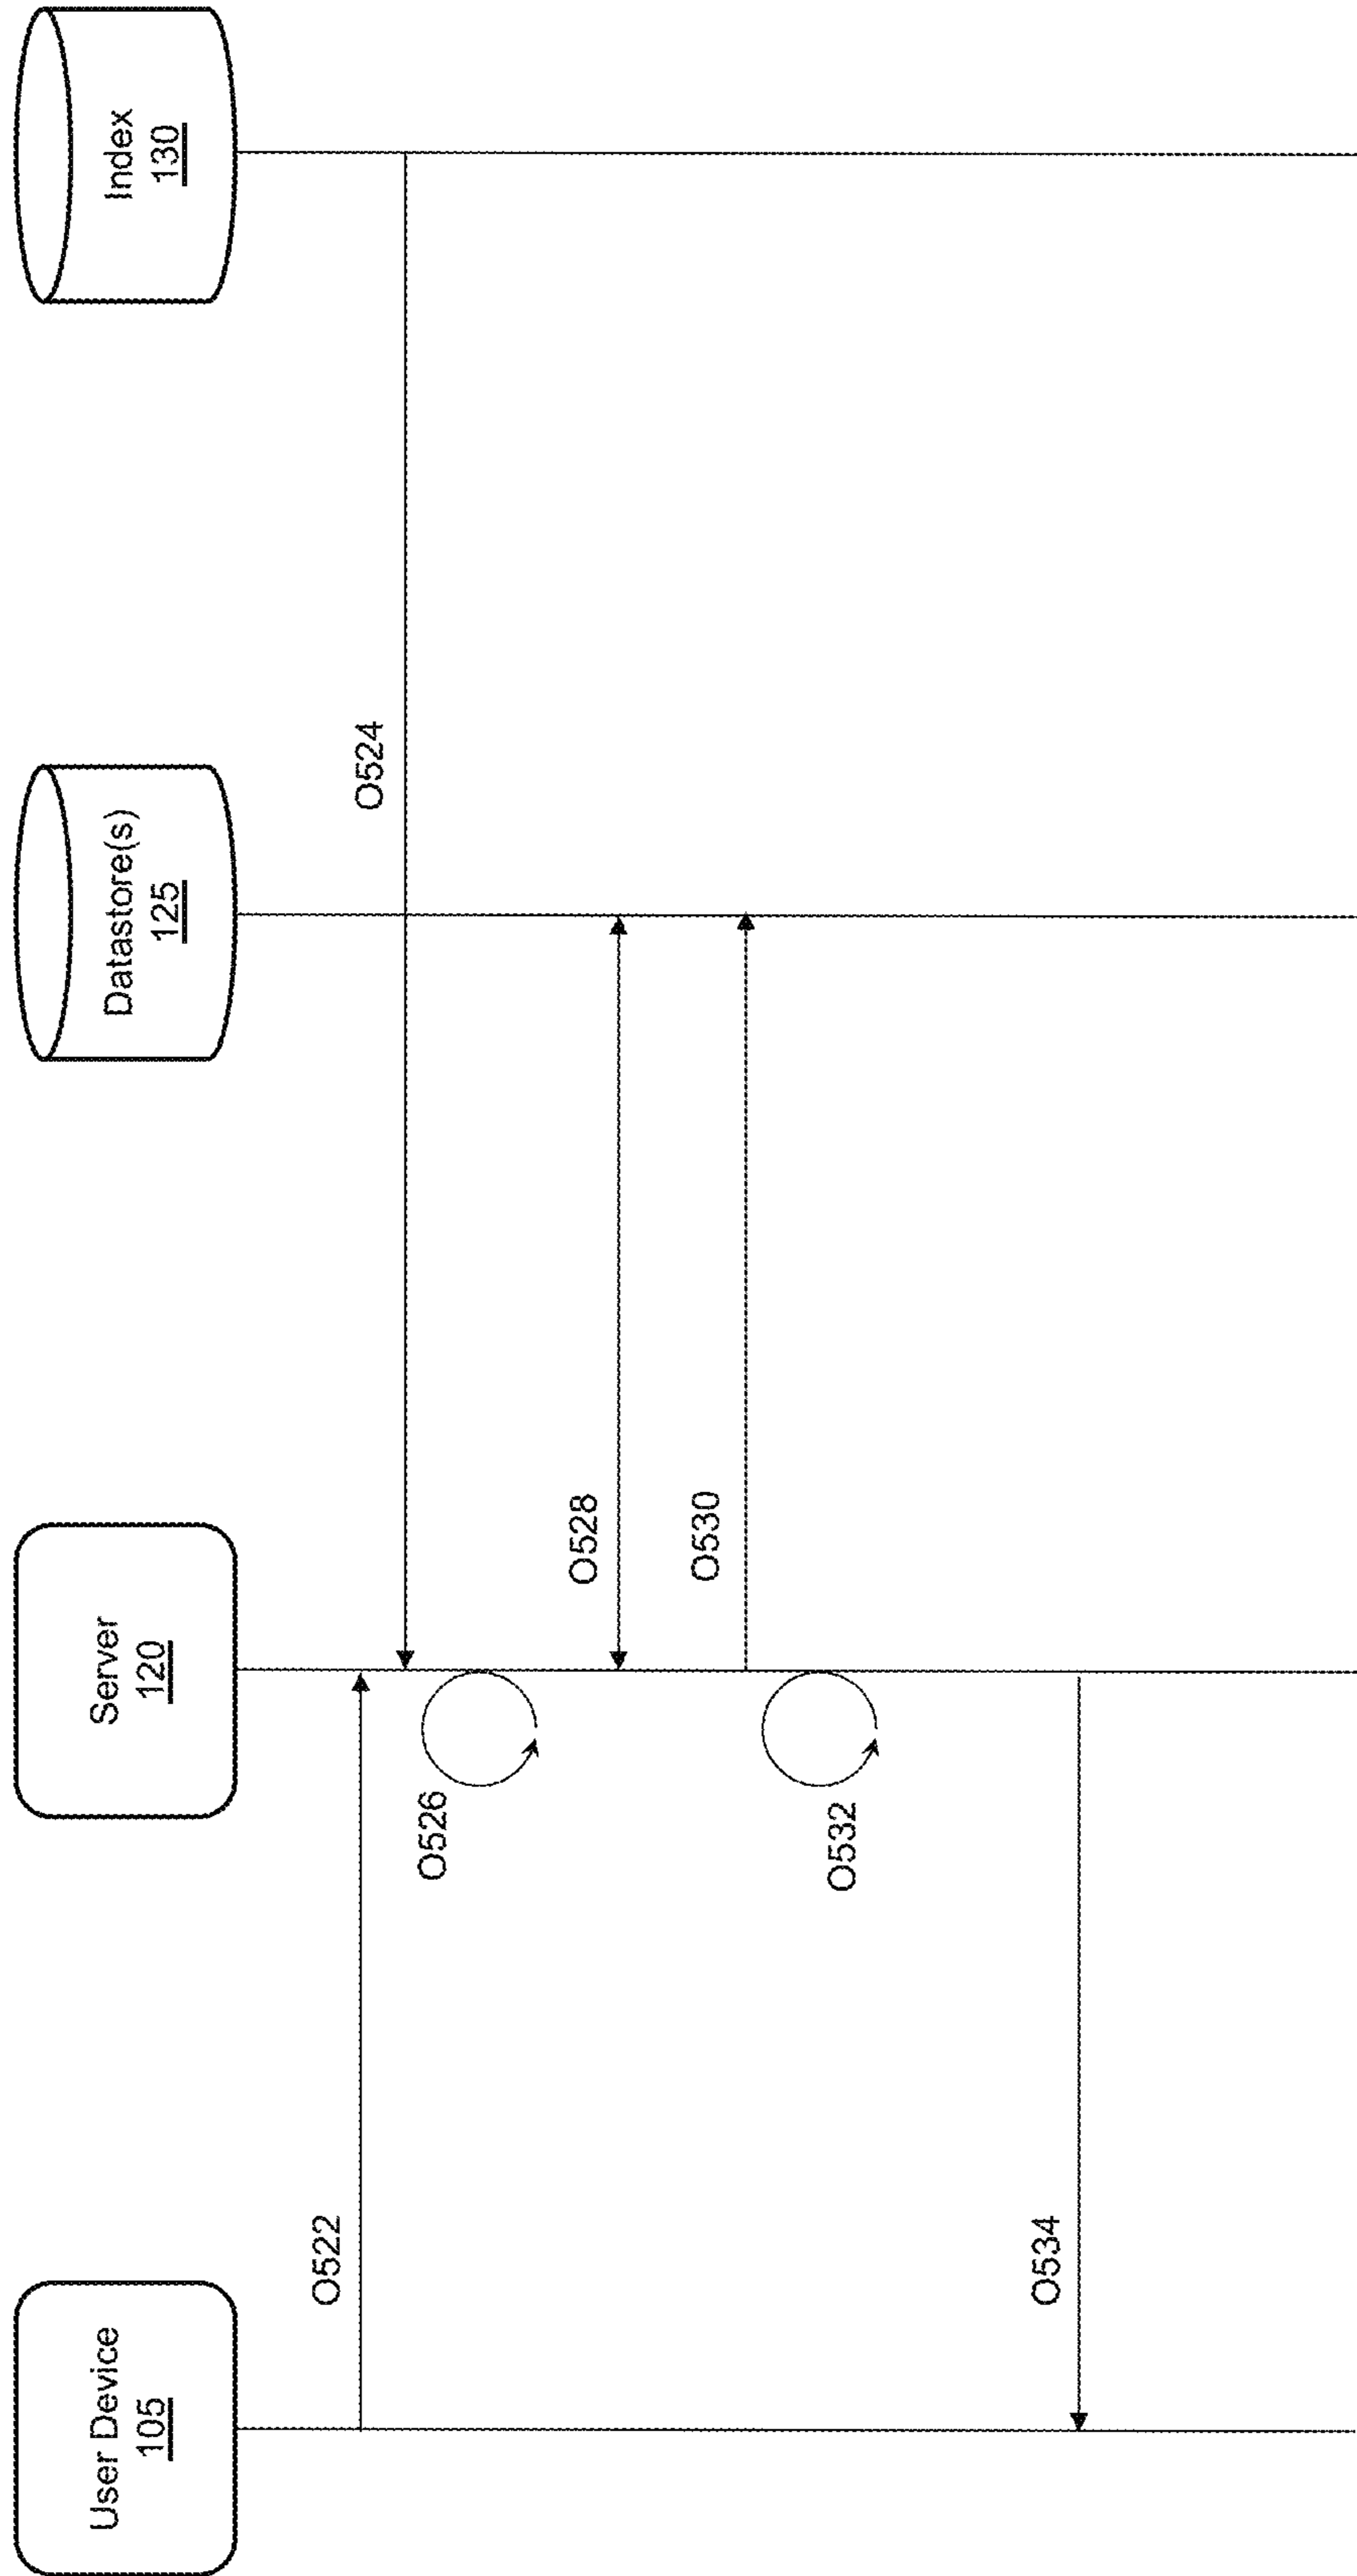 User Device
105
Server
120
Datastore(s)
125
Index
130
O522
O524
O526
O528
O530
O532
O534